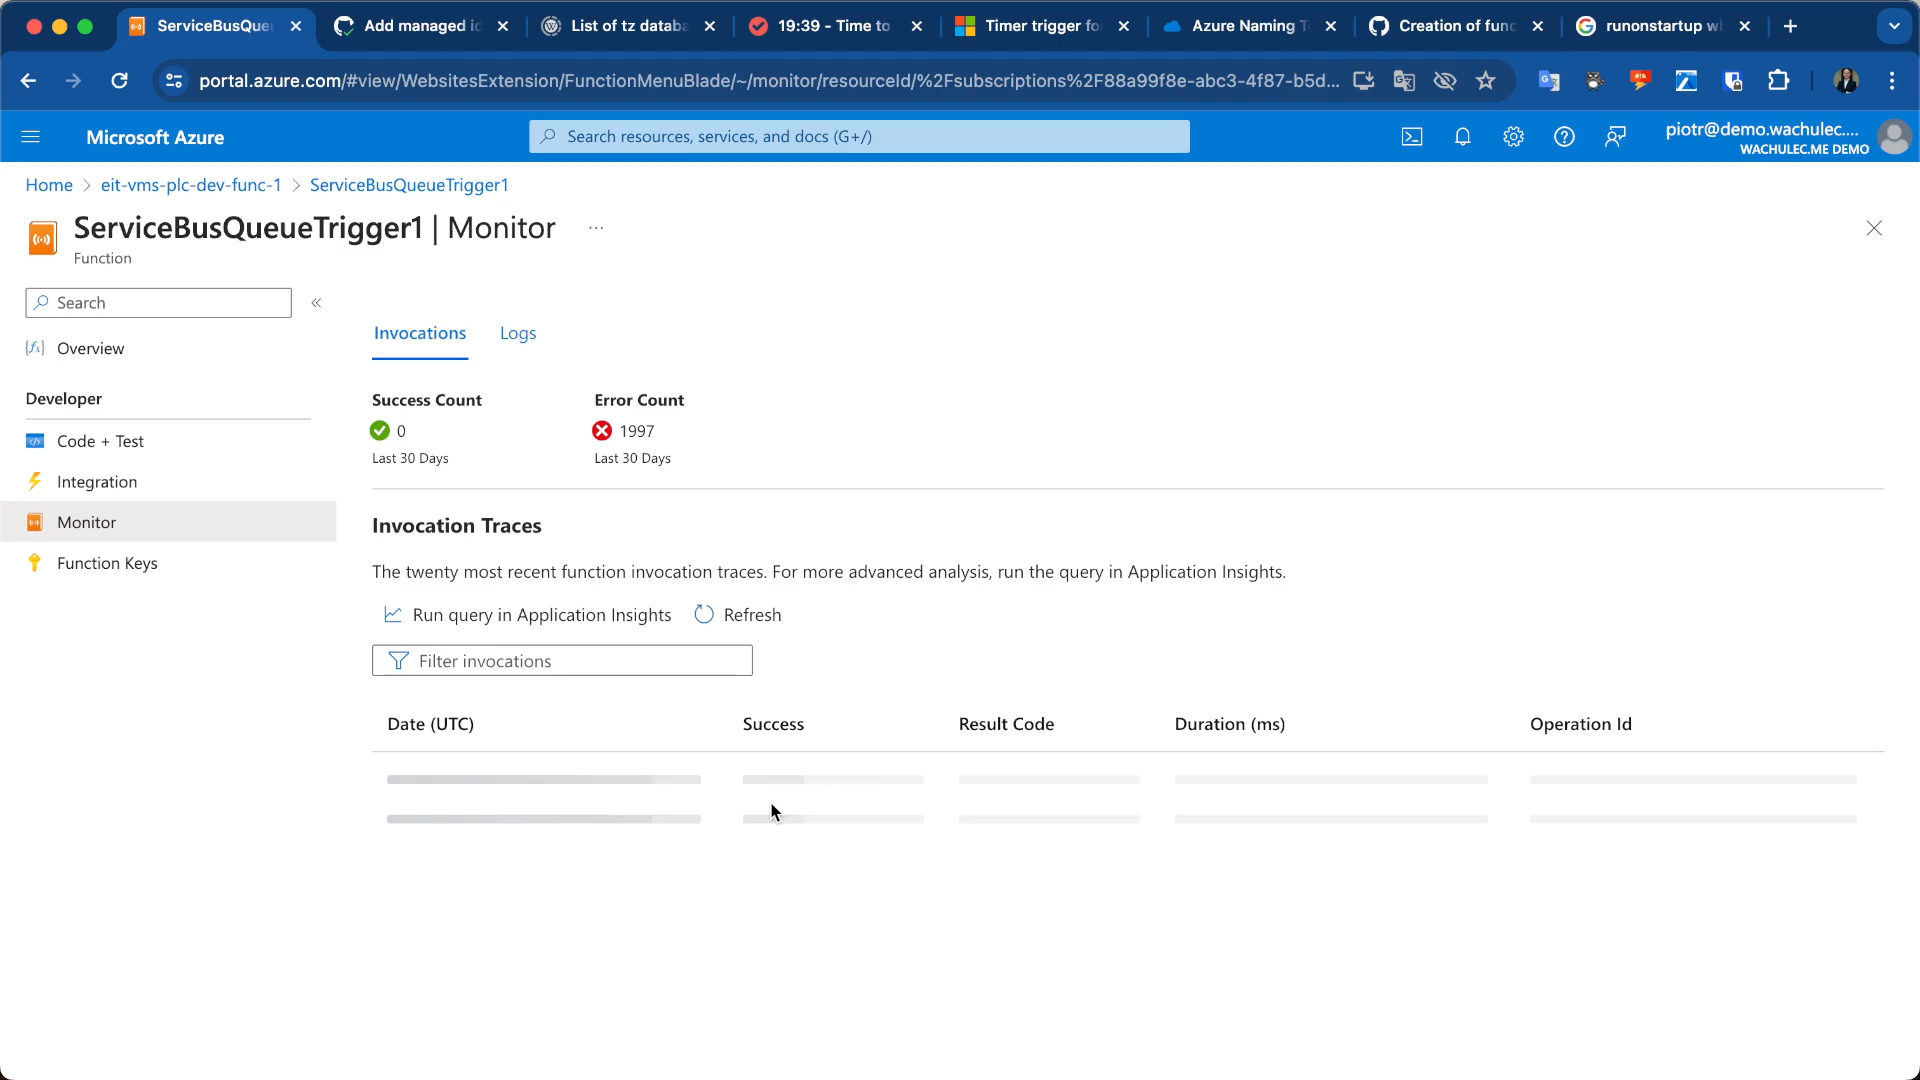 ServiceBusQue
Add managed i
List of tz datab
19:39 - Time to
Timer trigger fo
Azure Naming T
Creation of func
runonstartup w
portal.azure.com/#view/WebsitesExtension/FunctionMenuBlade/~/monitor/resourceId/%2Fsubscriptions%2F88a99f8e-abc3-4f87-b5d...
Microsoft Azure
Search resources, services, and docs (G+/)
piotr@demo.wachulec....
WACHULEC.ME DEMO
Home > eit-vms-plc-dev-func-1 > ServiceBusQueueTrigger1
ServiceBusQueueTrigger1 | Monitor ...
Function
Search
Overview
Developer
Code + Test
Integration
Monitor
Function Keys
Invocations
Logs
Success Count
0
Last 30 Days
Error Count
1997
Last 30 Days
Invocation Traces
The twenty most recent function invocation traces. For more advanced analysis, run the query in Application Insights.
Run query in Application Insights
Refresh
Filter invocations
Date (UTC)
Success
Result Code
Duration (ms)
Operation Id